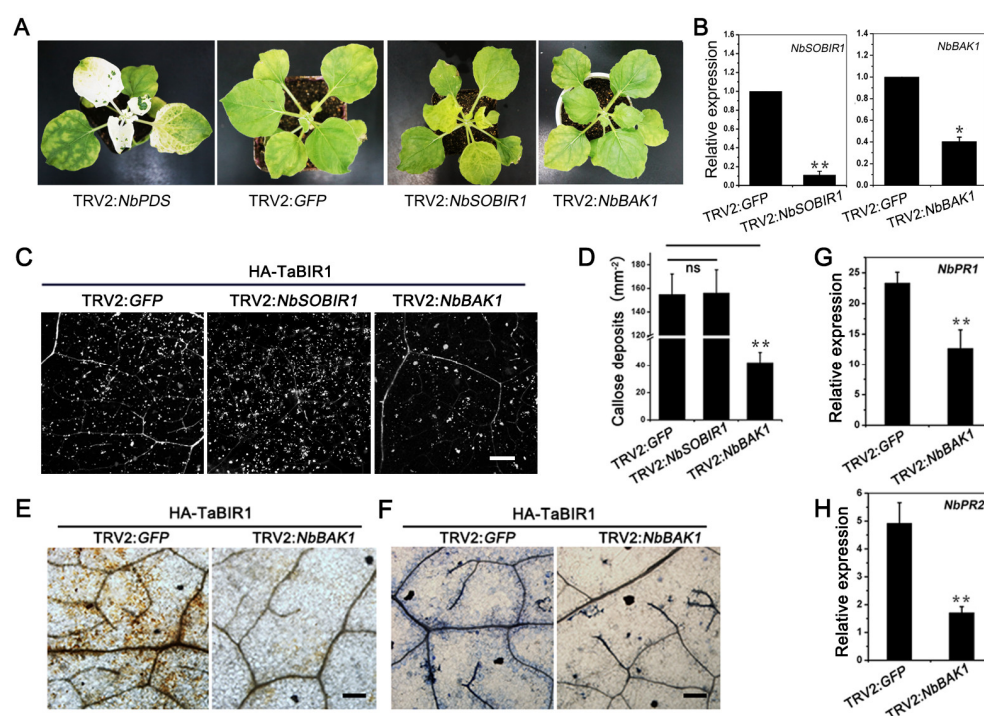 A
TRV2:NbPDS
TRV2:GFP
TRV2:NbSOBIR1
TRV2:NbBAK1
B
NbSOBIR1
Relative expression
1.6
1.4
1.2
1.0
0.8
0.6
0.4
0.2
0.0
**
TRV2:GFP
TRV2:NbSOBIR1
NbBAK1
1.4
1.2
1.0
0.8
0.6
0.4
0.2
0.0
*
TRV2:GFP
TRV2:NbBAK1
C
HA-TaBIR1
TRV2:GFP
TRV2:NbSOBIR1
TRV2:NbBAK1
D
Callose deposits (mm-2)
200
180
160
140
120
80
60
40
20
0
ns
**
TRV2:GFP
TRV2:NbSOBIR1
TRV2:NbBAK1
G
NbPR1
Relative expression
25
20
15
10
5
0
**
TRV2:GFP
TRV2:NbBAK1
E
HA-TaBIR1
TRV2:GFP
TRV2:NbBAK1
F
HA-TaBIR1
TRV2:GFP
TRV2:NbBAK1
H
NbPR2
Relative expression
6
5
4
3
2
1
0
**
TRV2:GFP
TRV2:NbBAK1